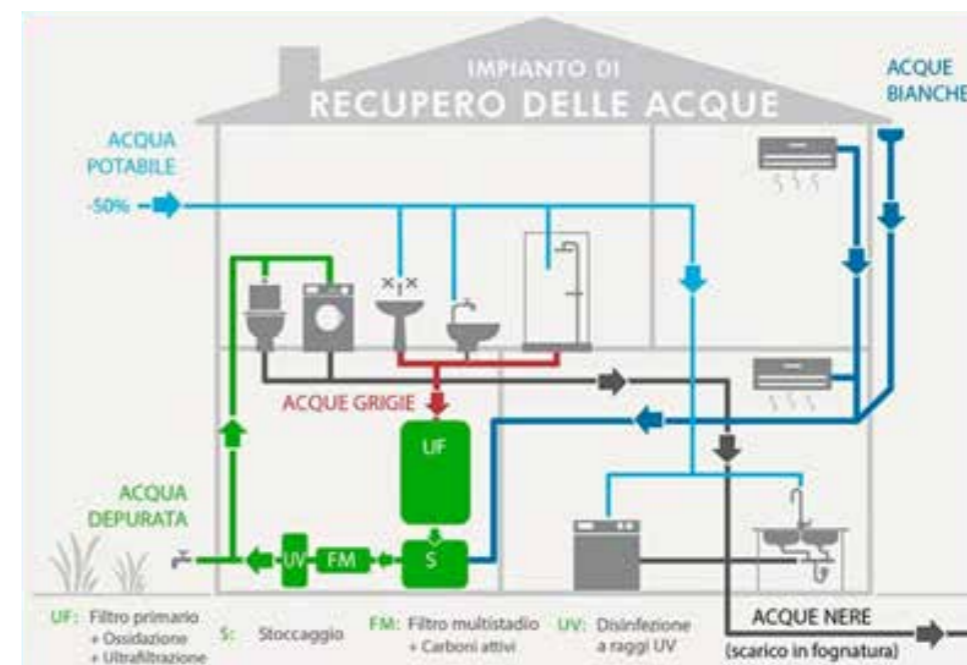 IMPIANTO DI
RECUPERO DELLE ACQUE
ACQUE
BIANCHE
ACQUA
POTABILE
-50%
ACQUE GRIGIE
UF
ACQUA
DEPURATA
UV
FM
S
UF: Filtro primario
+ Ossidazione
+ Ultrafiltrazione
S: Stoccaggio
FM: Filtro multistadio
+ Carboni attivi
UV: Disinfezione
a raggi UV
ACQUE NERE
(scarico in fognatura)